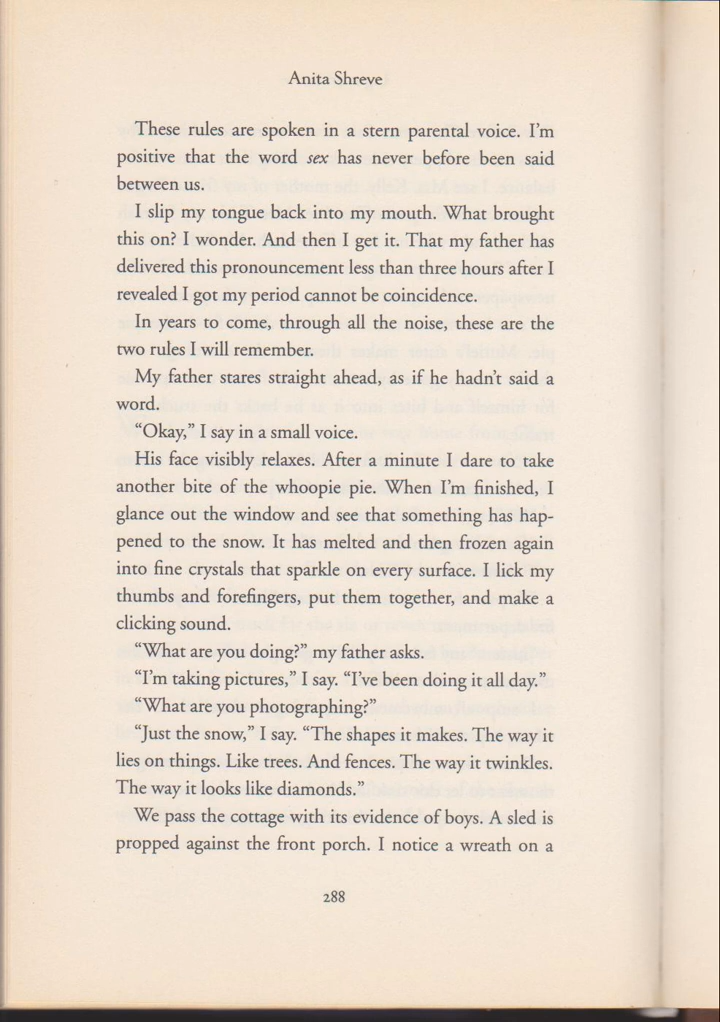 Anita Shreve
These rules are spoken in a stern parental voice. I'm
positive that the word sex has never before been said
between us.
I slip my tongue back into my mouth. What brought
this on? I wonder. And then I get it. That my father has
delivered this pronouncement less than three hours after I
revealed I got my period cannot be coincidence.
In years to come, through all the noise, these are the
two rules I will remember.
My father stares straight ahead, as if he hadn't said a
word.
“Okay,” I say in a small voice.
His face visibly relaxes. After a minute I dare to take
another bite of the whoopie pie. When I'm finished, I
glance out the window and see that something has hap-
pened to the snow. It has melted and then frozen again
into fine crystals that sparkle on every surface. I lick my
thumbs and forefingers, put them together, and make a
clicking sound.
“What are you doing?” my father asks.
“I'm taking pictures,” I say. “I've been doing it all day.”
“What are you photographing?”
“Just the snow,” I say. “The shapes it makes. The way it
lies on things. Like trees. And fences. The way it twinkles.
The way it looks like diamonds.”
We pass the cottage with its evidence of boys. A sled is
propped against the front porch. I notice a wreath on a
288